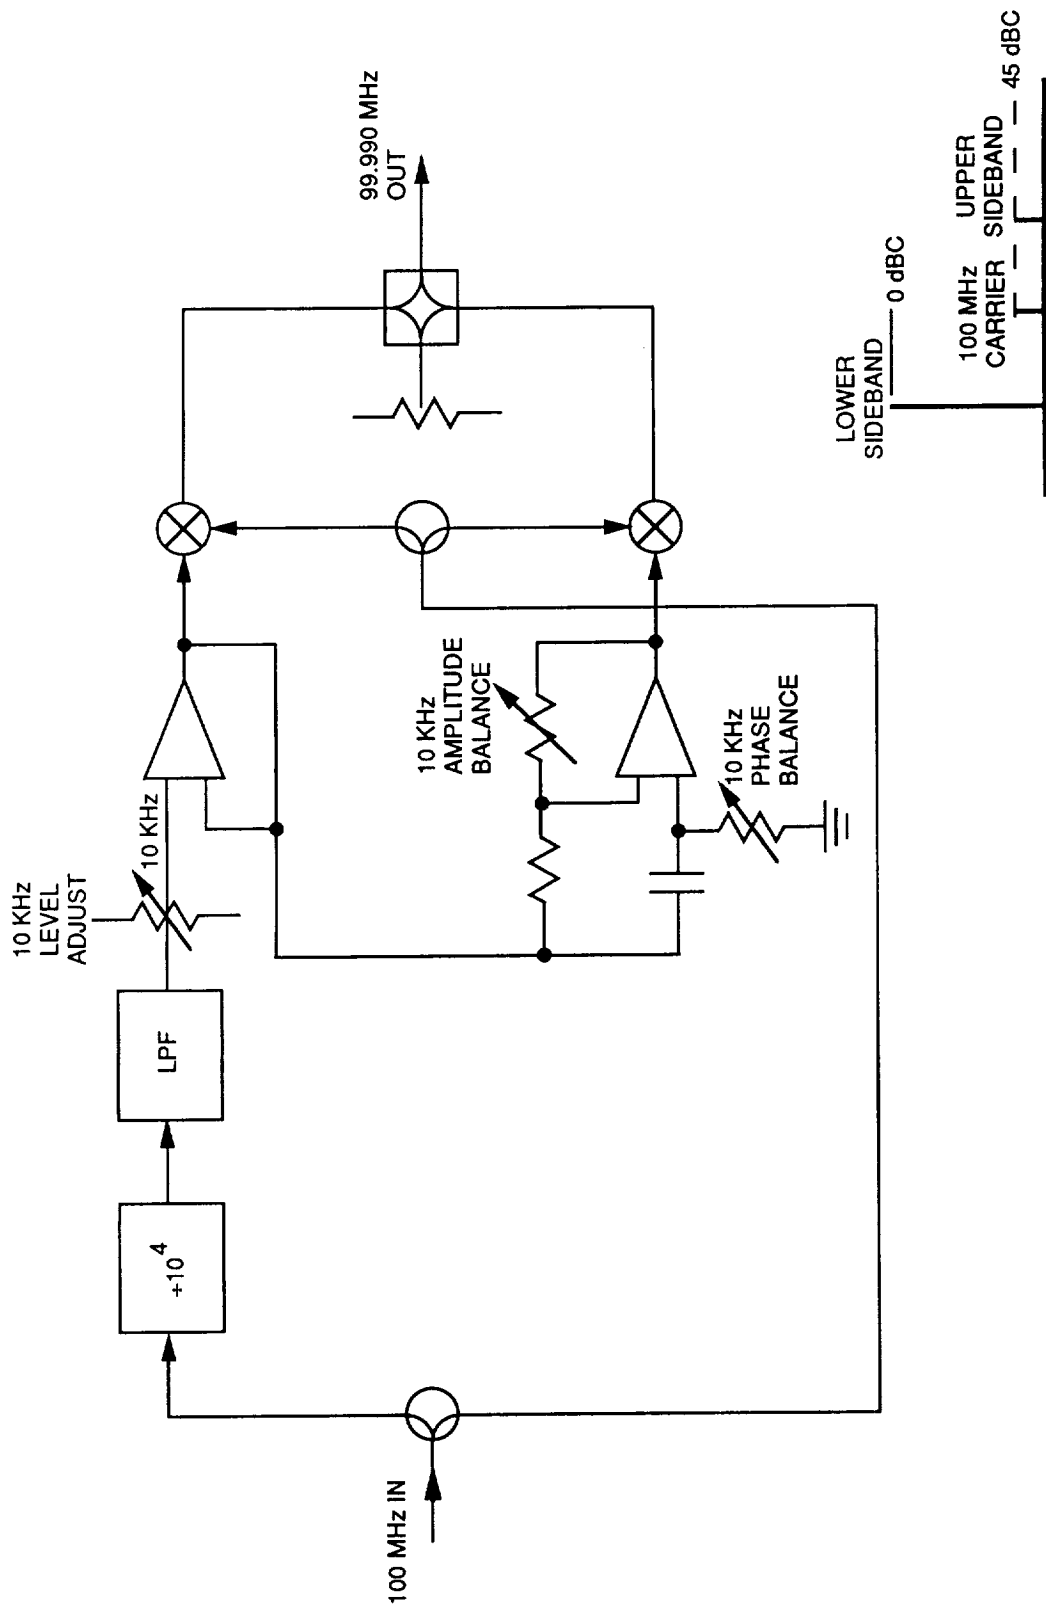 100 MHz IN
÷10^4
LPF
10 KHz
LEVEL
ADJUST
10 KHz
10 KHz
AMPLITUDE
BALANCE
10 KHz
PHASE
BALANCE
99.990 MHz
OUT
LOWER
SIDEBAND
0 dBC
100 MHz
CARRIER
UPPER
SIDEBAND
45 dBC